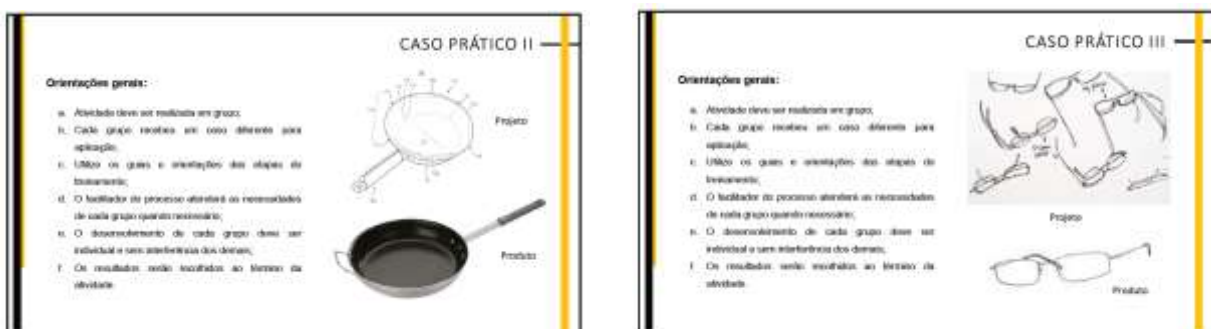 CASO PRÁTICO II
Orientações gerais:
a. Atividade deve ser realizada em grupo;
b. Cada grupo recebeu um caso diferente para
aplicação;
c. Utilize os guias e orientações das etapas do
treinamento;
d. O facilitador do processo atenderá as necessidades
de cada grupo quando necessário;
e. O desenvolvimento de cada grupo deve ser
individual e sem interferência dos demais;
f. Os resultados serão recolhidos ao término da
atividade.
Projeto
Produto
CASO PRÁTICO III
Orientações gerais:
a. Atividade deve ser realizada em grupo;
b. Cada grupo recebeu um caso diferente para
aplicação;
c. Utilize os guias e orientações das etapas do
treinamento;
d. O facilitador do processo atenderá as necessidades
de cada grupo quando necessário;
e. O desenvolvimento de cada grupo deve ser
individual e sem interferência dos demais;
f. Os resultados serão recolhidos ao término da
atividade.
Projeto
Produto